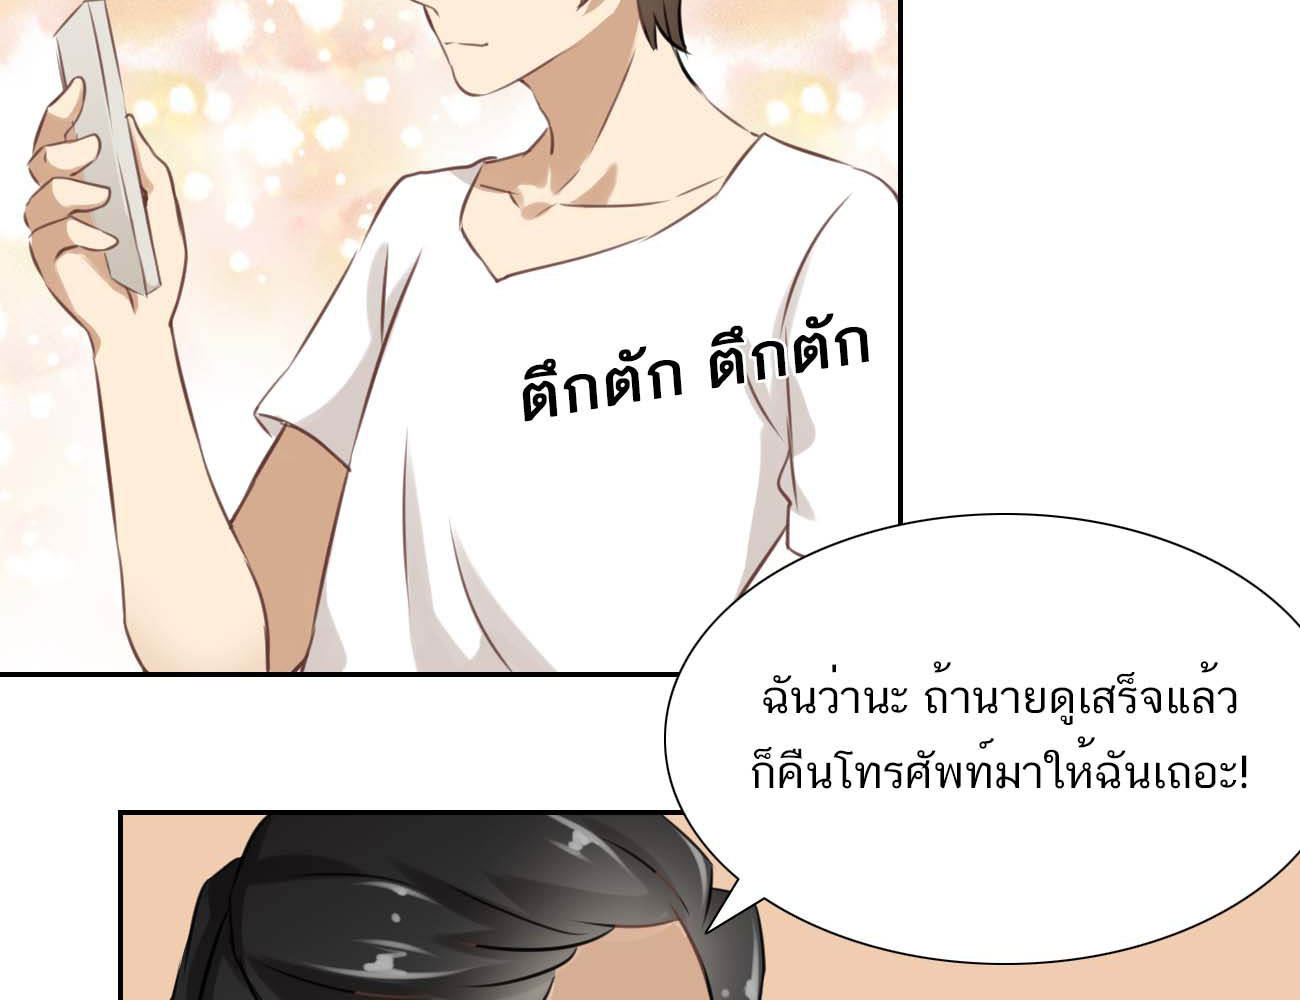 ตึกตัก ตึกตัก
ฉันว่านะ ถ้านายดูเสร็จแล้ว
ก็คืนโทรศัพท์มาให้ฉันเถอะ!